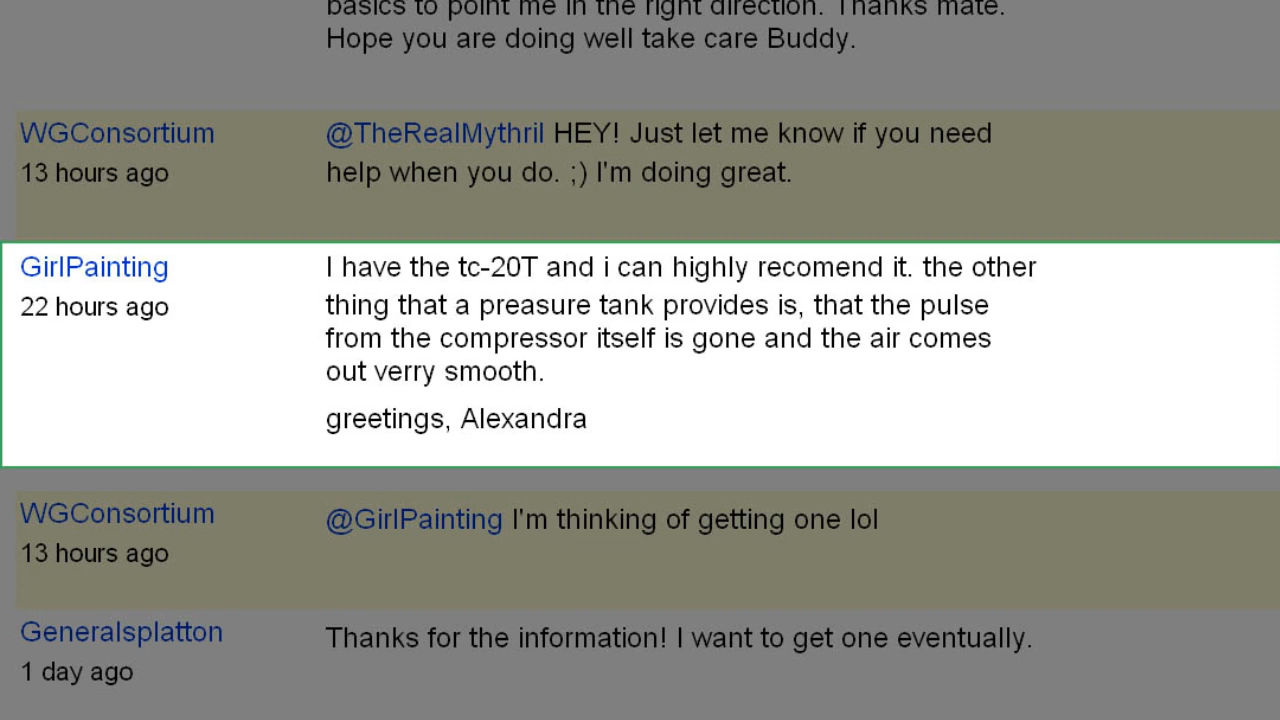 basics to point me in the right direction. Thanks mate.
Hope you are doing well take care Buddy.
WGConsortium
13 hours ago
@TheRealMythril HEY! Just let me know if you need
help when you do. ;) I'm doing great.
GirlPainting
22 hours ago
I have the tc-20T and i can highly recomend it. the other
thing that a preasure tank provides is, that the pulse
from the compressor itself is gone and the air comes
out verry smooth.
greetings, Alexandra
WGConsortium
13 hours ago
@GirlPainting I'm thinking of getting one lol
Generalsplatton
1 day ago
Thanks for the information! I want to get one eventually.